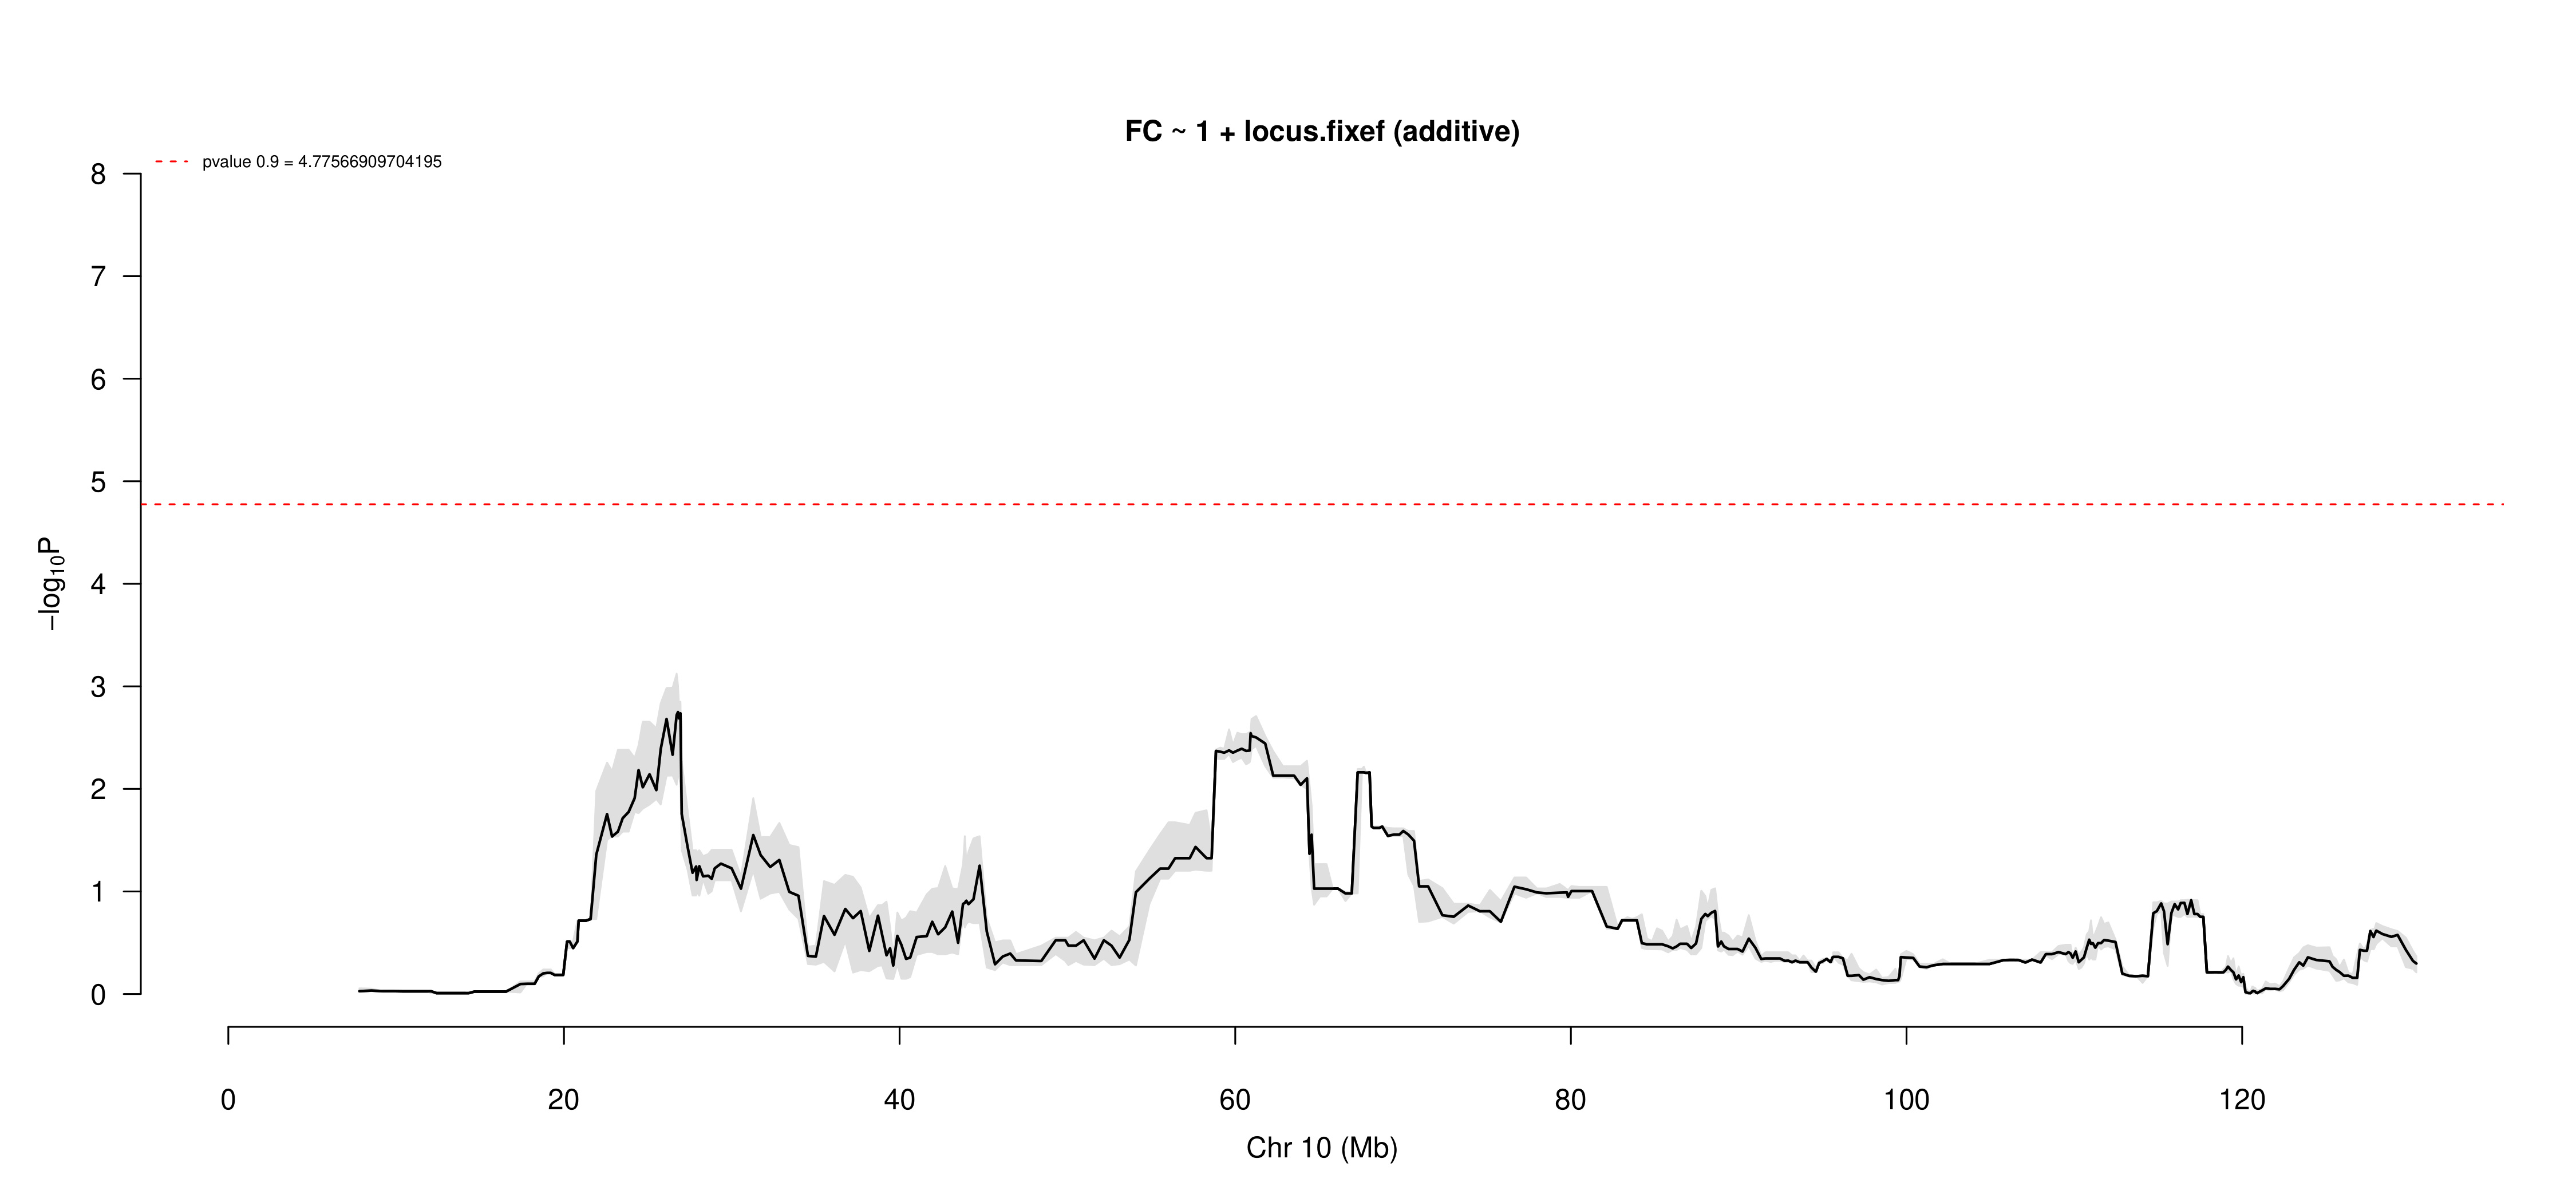 FC ~ 1 + locus.fixef (additive)
pvalue 0.9 = 4.77566909704195
8
7
6
5
4
3
2
1
0
−log10P
0 20 40 60 80 100 120
Chr 10 (Mb)